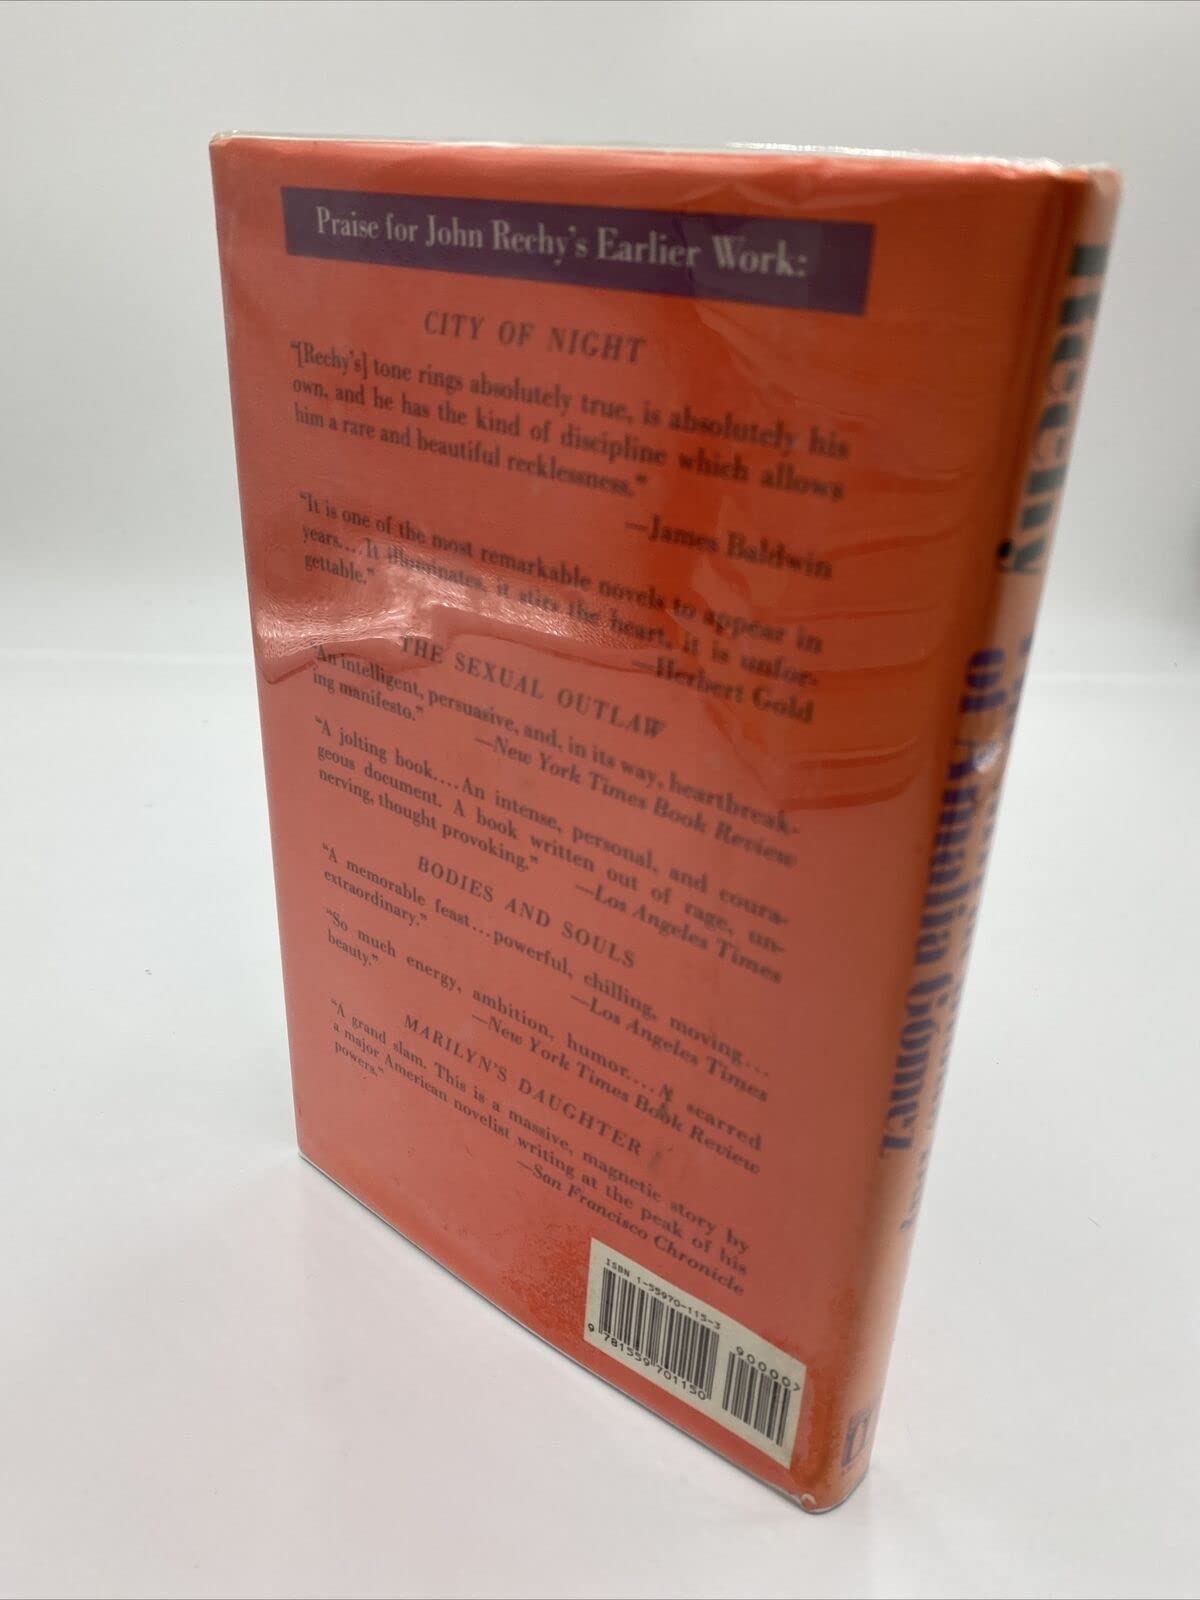 Praise for John Rechy's Earlier Work:
CITY OF NIGHT
"[Rechy's] tone rings absolutely true, is absolutely his
own, and he has the kind of discipline which allows
him a rare and beautiful recklessness."
—James Baldwin
"It is one of the most remarkable novels to appear in
years....It illuminates, it stirs the heart, it is unfor-
gettable."
—Herbert Gold
THE SEXUAL OUTLAW
"An intelligent, persuasive, and, in its way, heartbreak-
ing manifesto."
—New York Times Book Review
"A jolting book....An intense, personal, and coura-
geous document. A book written out of rage, un-
nerving, thought provoking."
—Los Angeles Times
BODIES AND SOULS
"A memorable feast...powerful, chilling, moving...
extraordinary."
—Los Angeles Times
"So much energy, ambition, humor....A scarred
beauty."
—New York Times Book Review
MARILYN'S DAUGHTER
"A grand slam. This is a massive, magnetic story by
a major American novelist writing at the peak of his
powers."
—San Francisco Chronicle
ISBN 1-55970-115-3
90000>
9 781559 701150
Rechy
of Amalia Gómez